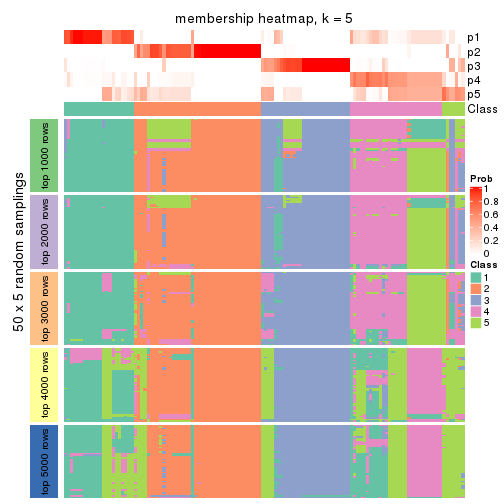 membership heatmap, k = 5
p1
p2
p3
p4
p5
Class
50 x 5 random samplings
top 1000 rows
top 2000 rows
top 3000 rows
top 4000 rows
top 5000 rows
Prob
1
0.8
0.6
0.4
0.2
0
Class
1
2
3
4
5